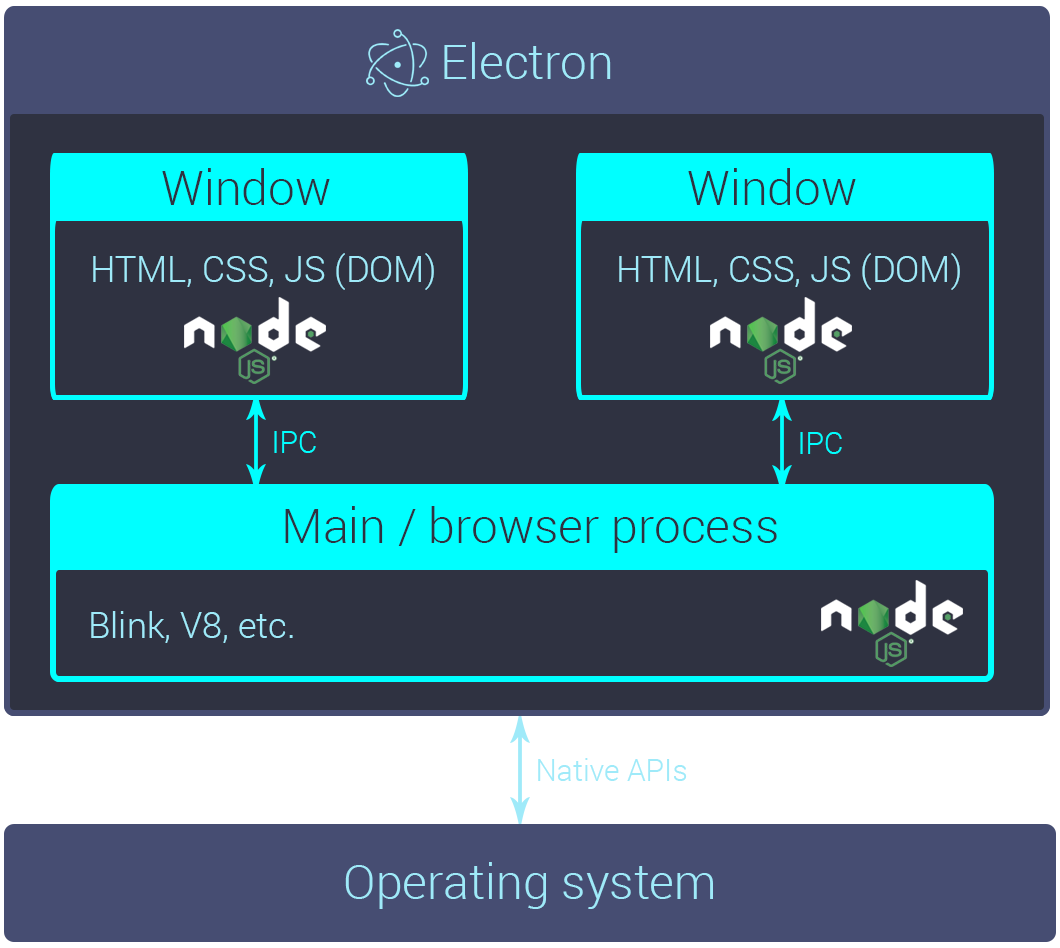 Electron
Window
Window
HTML, CSS, JS (DOM)
HTML, CSS, JS (DOM)
node
JS
node
JS
IPC
IPC
Main / browser process
Blink, V8, etc.
node
JS
Native APIs
Operating system